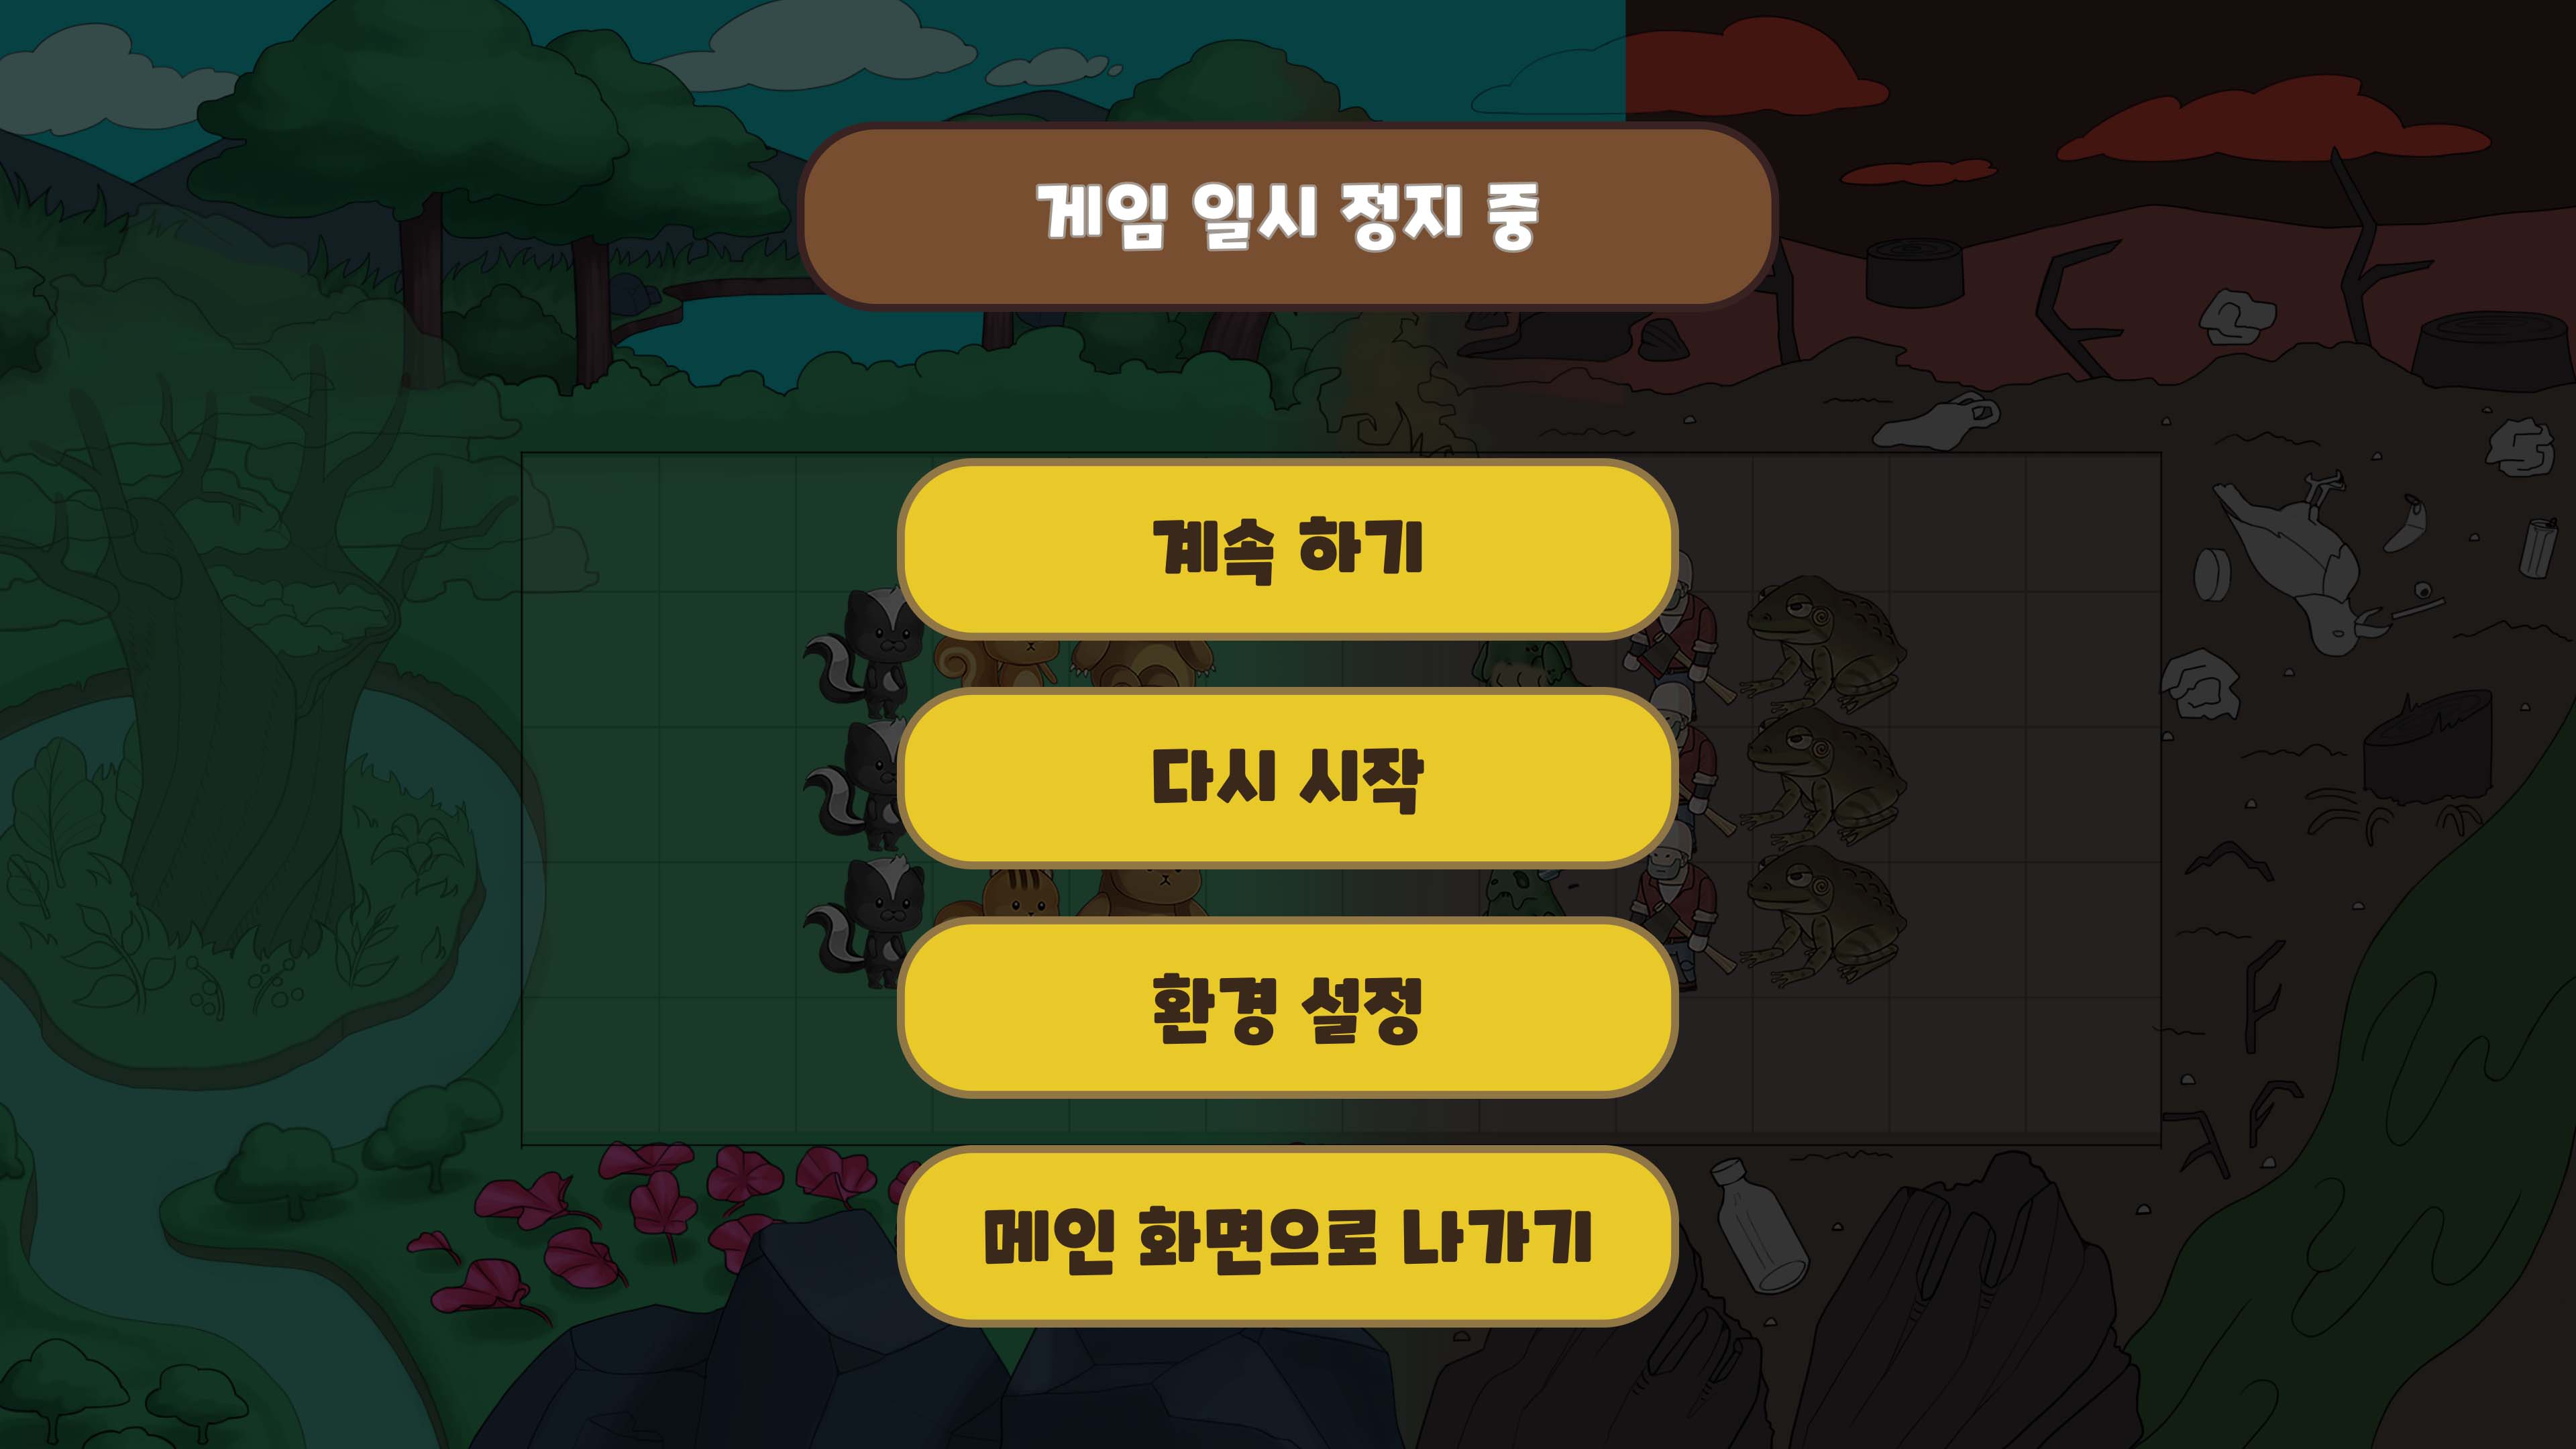 게임 일시 정지 중
계속 하기
다시 시작
환경 설정
메인 화면으로 나가기